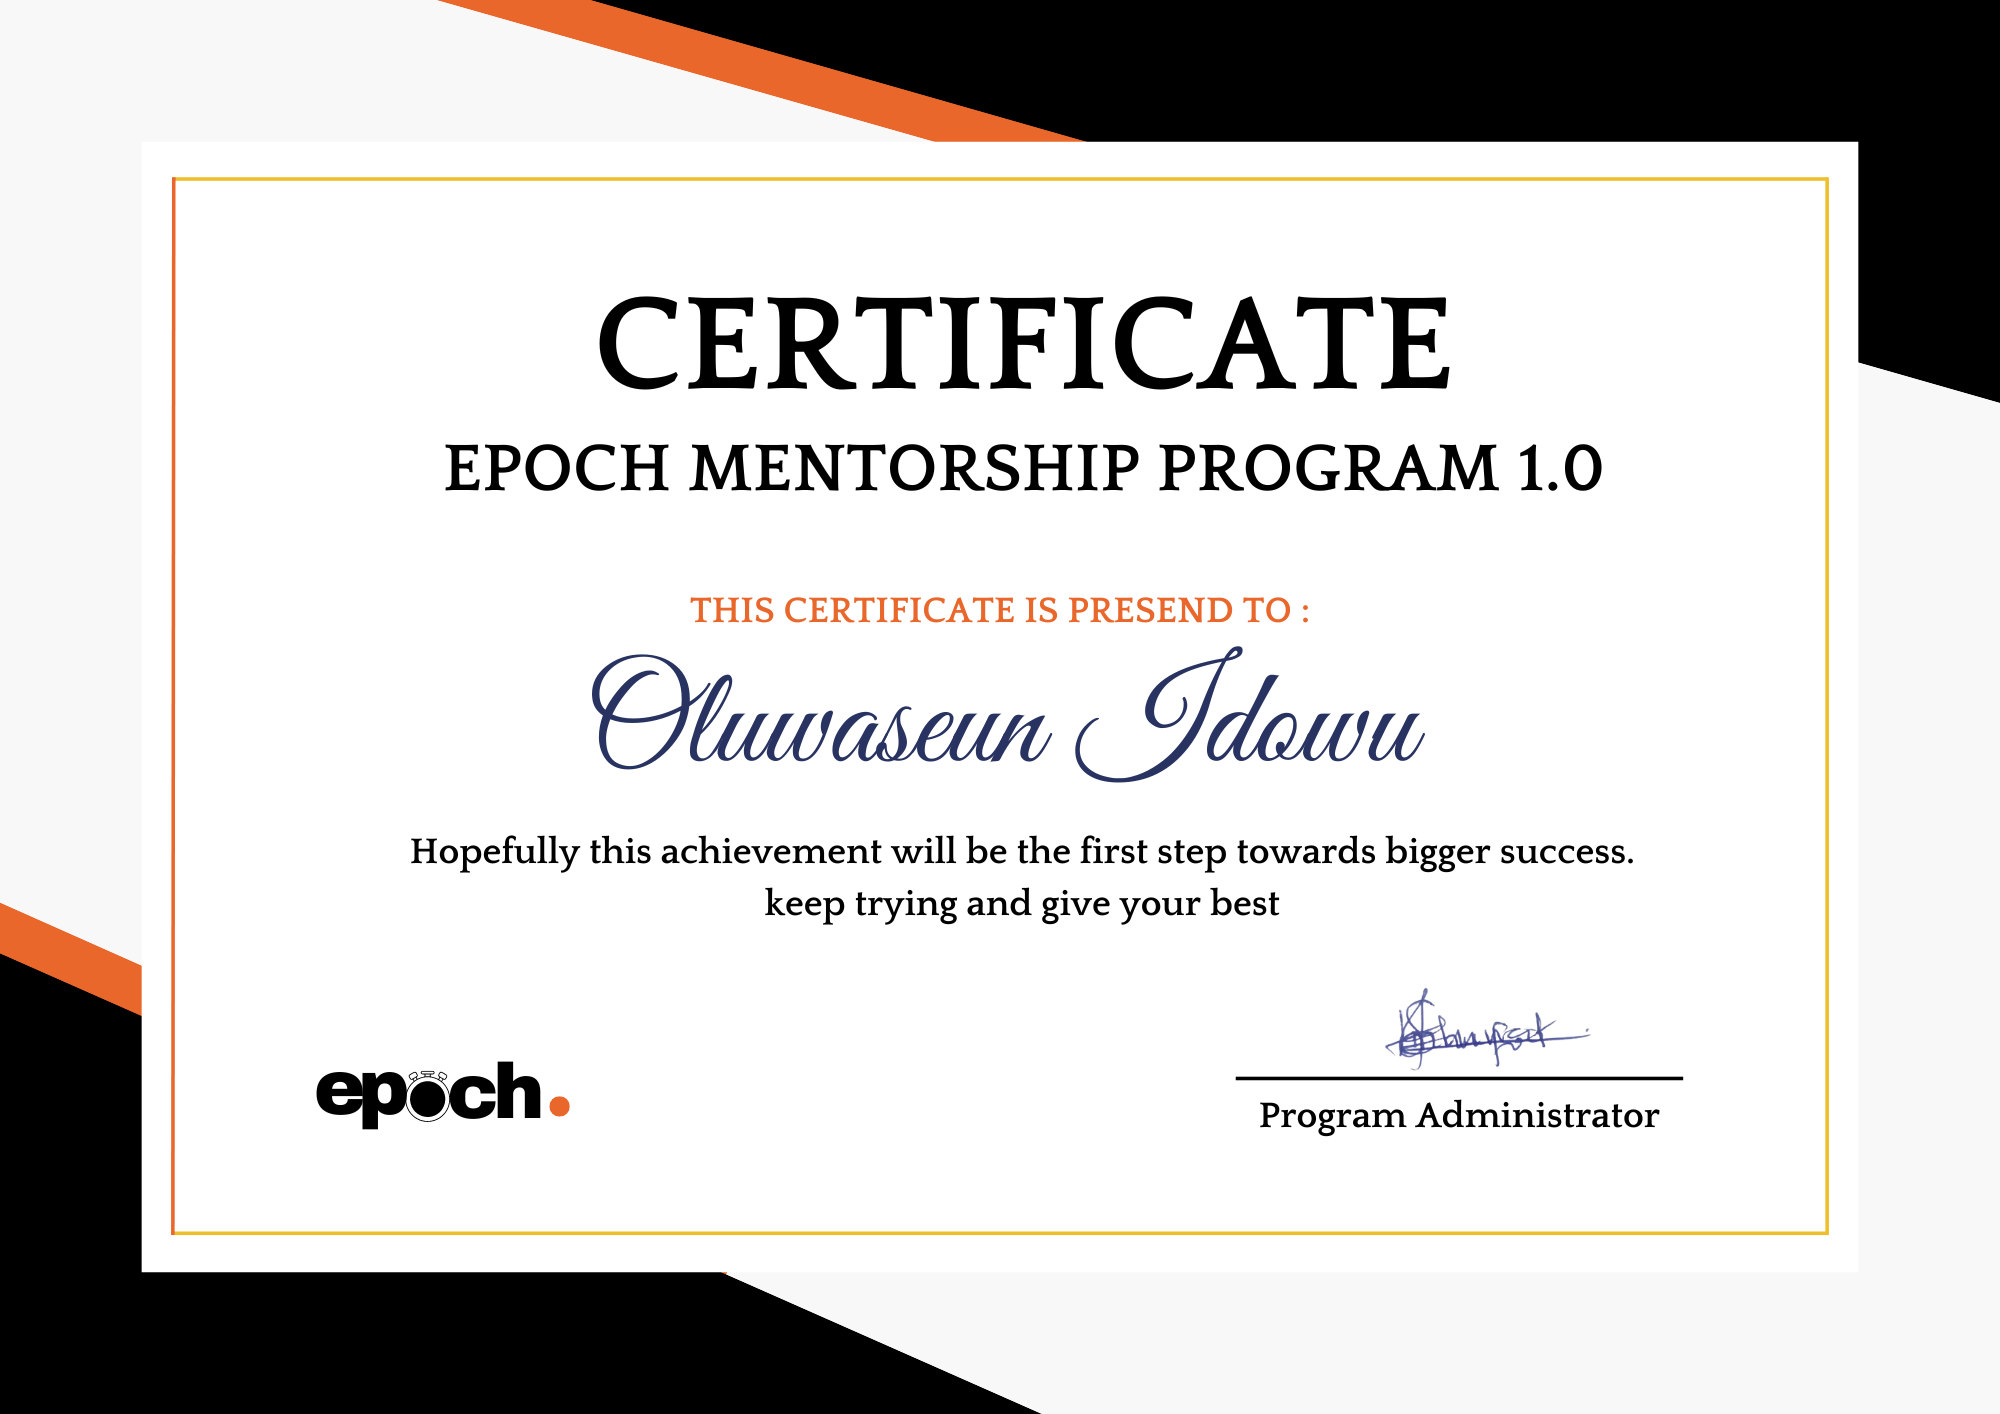 CERTIFICATE
EPOCH MENTORSHIP PROGRAM 1.0
THIS CERTIFICATE IS PRESEND TO :
Oluwaseun Idowu
Hopefully this achievement will be the first step towards bigger success.
keep trying and give your best
epoch.
Program Administrator